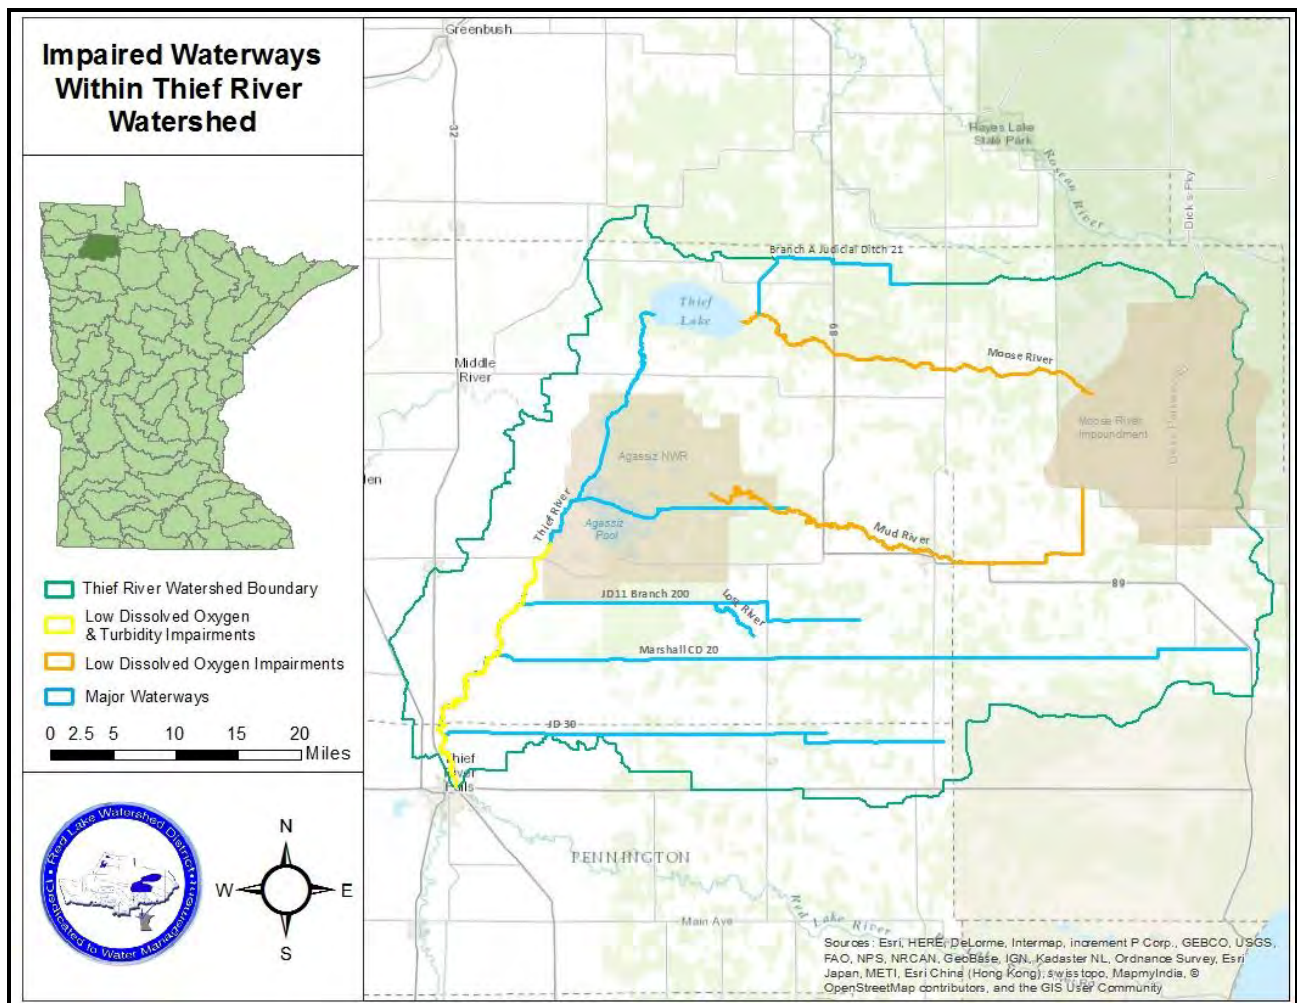 Impaired Waterways
Within Thief River
Watershed
Thief River Watershed Boundary
Low Dissolved Oxygen
& Turbidity Impairments
Low Dissolved Oxygen Impairments
Major Waterways
0 2.5 5 10 15 20
Miles
Red Lake Watershed District
Dedicated to Water Management
N
W E
S
Greenbush
32
Hayes Lake
State Park
Roseau River
Dick's Pky
Branch A Judicial Ditch 21
Thief
Lake
89
Moose River
Middle
River
Moose River
Impoundment
Agassiz NWR
len
Thief River
Agassiz
Pool
Mud River
89
JD11 Branch 200
Lost River
Marshall CD 20
JD 30
Thief
River
Falls
PENNINGTON
Main Ave
Red Lake River
Sources: Esri, HERE, DeLorme, Intermap, increment P Corp., GEBCO, USGS,
FAO, NPS, NRCAN, GeoBase, IGN, Kadaster NL, Ordnance Survey, Esri
Japan, METI, Esri China (Hong Kong), swisstopo, MapmyIndia, ©
OpenStreetMap contributors, and the GIS User Community